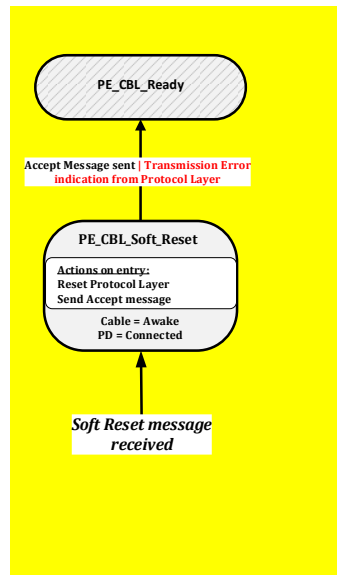 PE_CBL_Ready
Accept Message sent | Transmission Error
indication from Protocol Layer
PE_CBL_Soft_Reset
Actions on entry:
Reset Protocol Layer
Send Accept message
Cable = Awake
PD = Connected
Soft Reset message
received